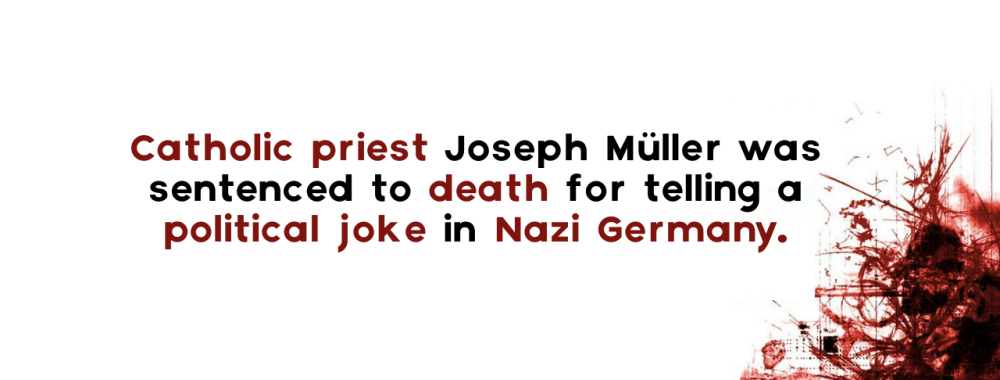 Catholic priest Joseph Müller was
sentenced to death for telling a
political joke in Nazi Germany.